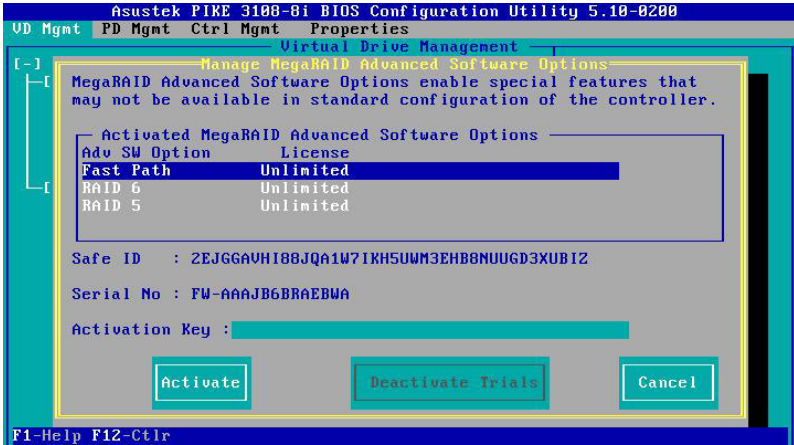 Asustek PIKE 3108-8i BIOS Configuration Utility 5.10-0200
VD Mgmt PD Mgmt Ctrl Mgmt Properties
Virtual Drive Management
[-] Manage MegaRAID Advanced Software Options
MegaRAID Advanced Software Options enable special features that
may not be available in standard configuration of the controller.
Activated MegaRAID Advanced Software Options
Adv SW Option License
Fast Path Unlimited
RAID 6 Unlimited
RAID 5 Unlimited
Safe ID : 2EJGGAVHI88JQA1W7IKH5UWM3EHB8NUUGD3XUBIZ
Serial No : FW-AAAJB6BRAEBWA
Activation Key :
Activate Deactivate Trials Cancel
F1-Help F12-Ctlr